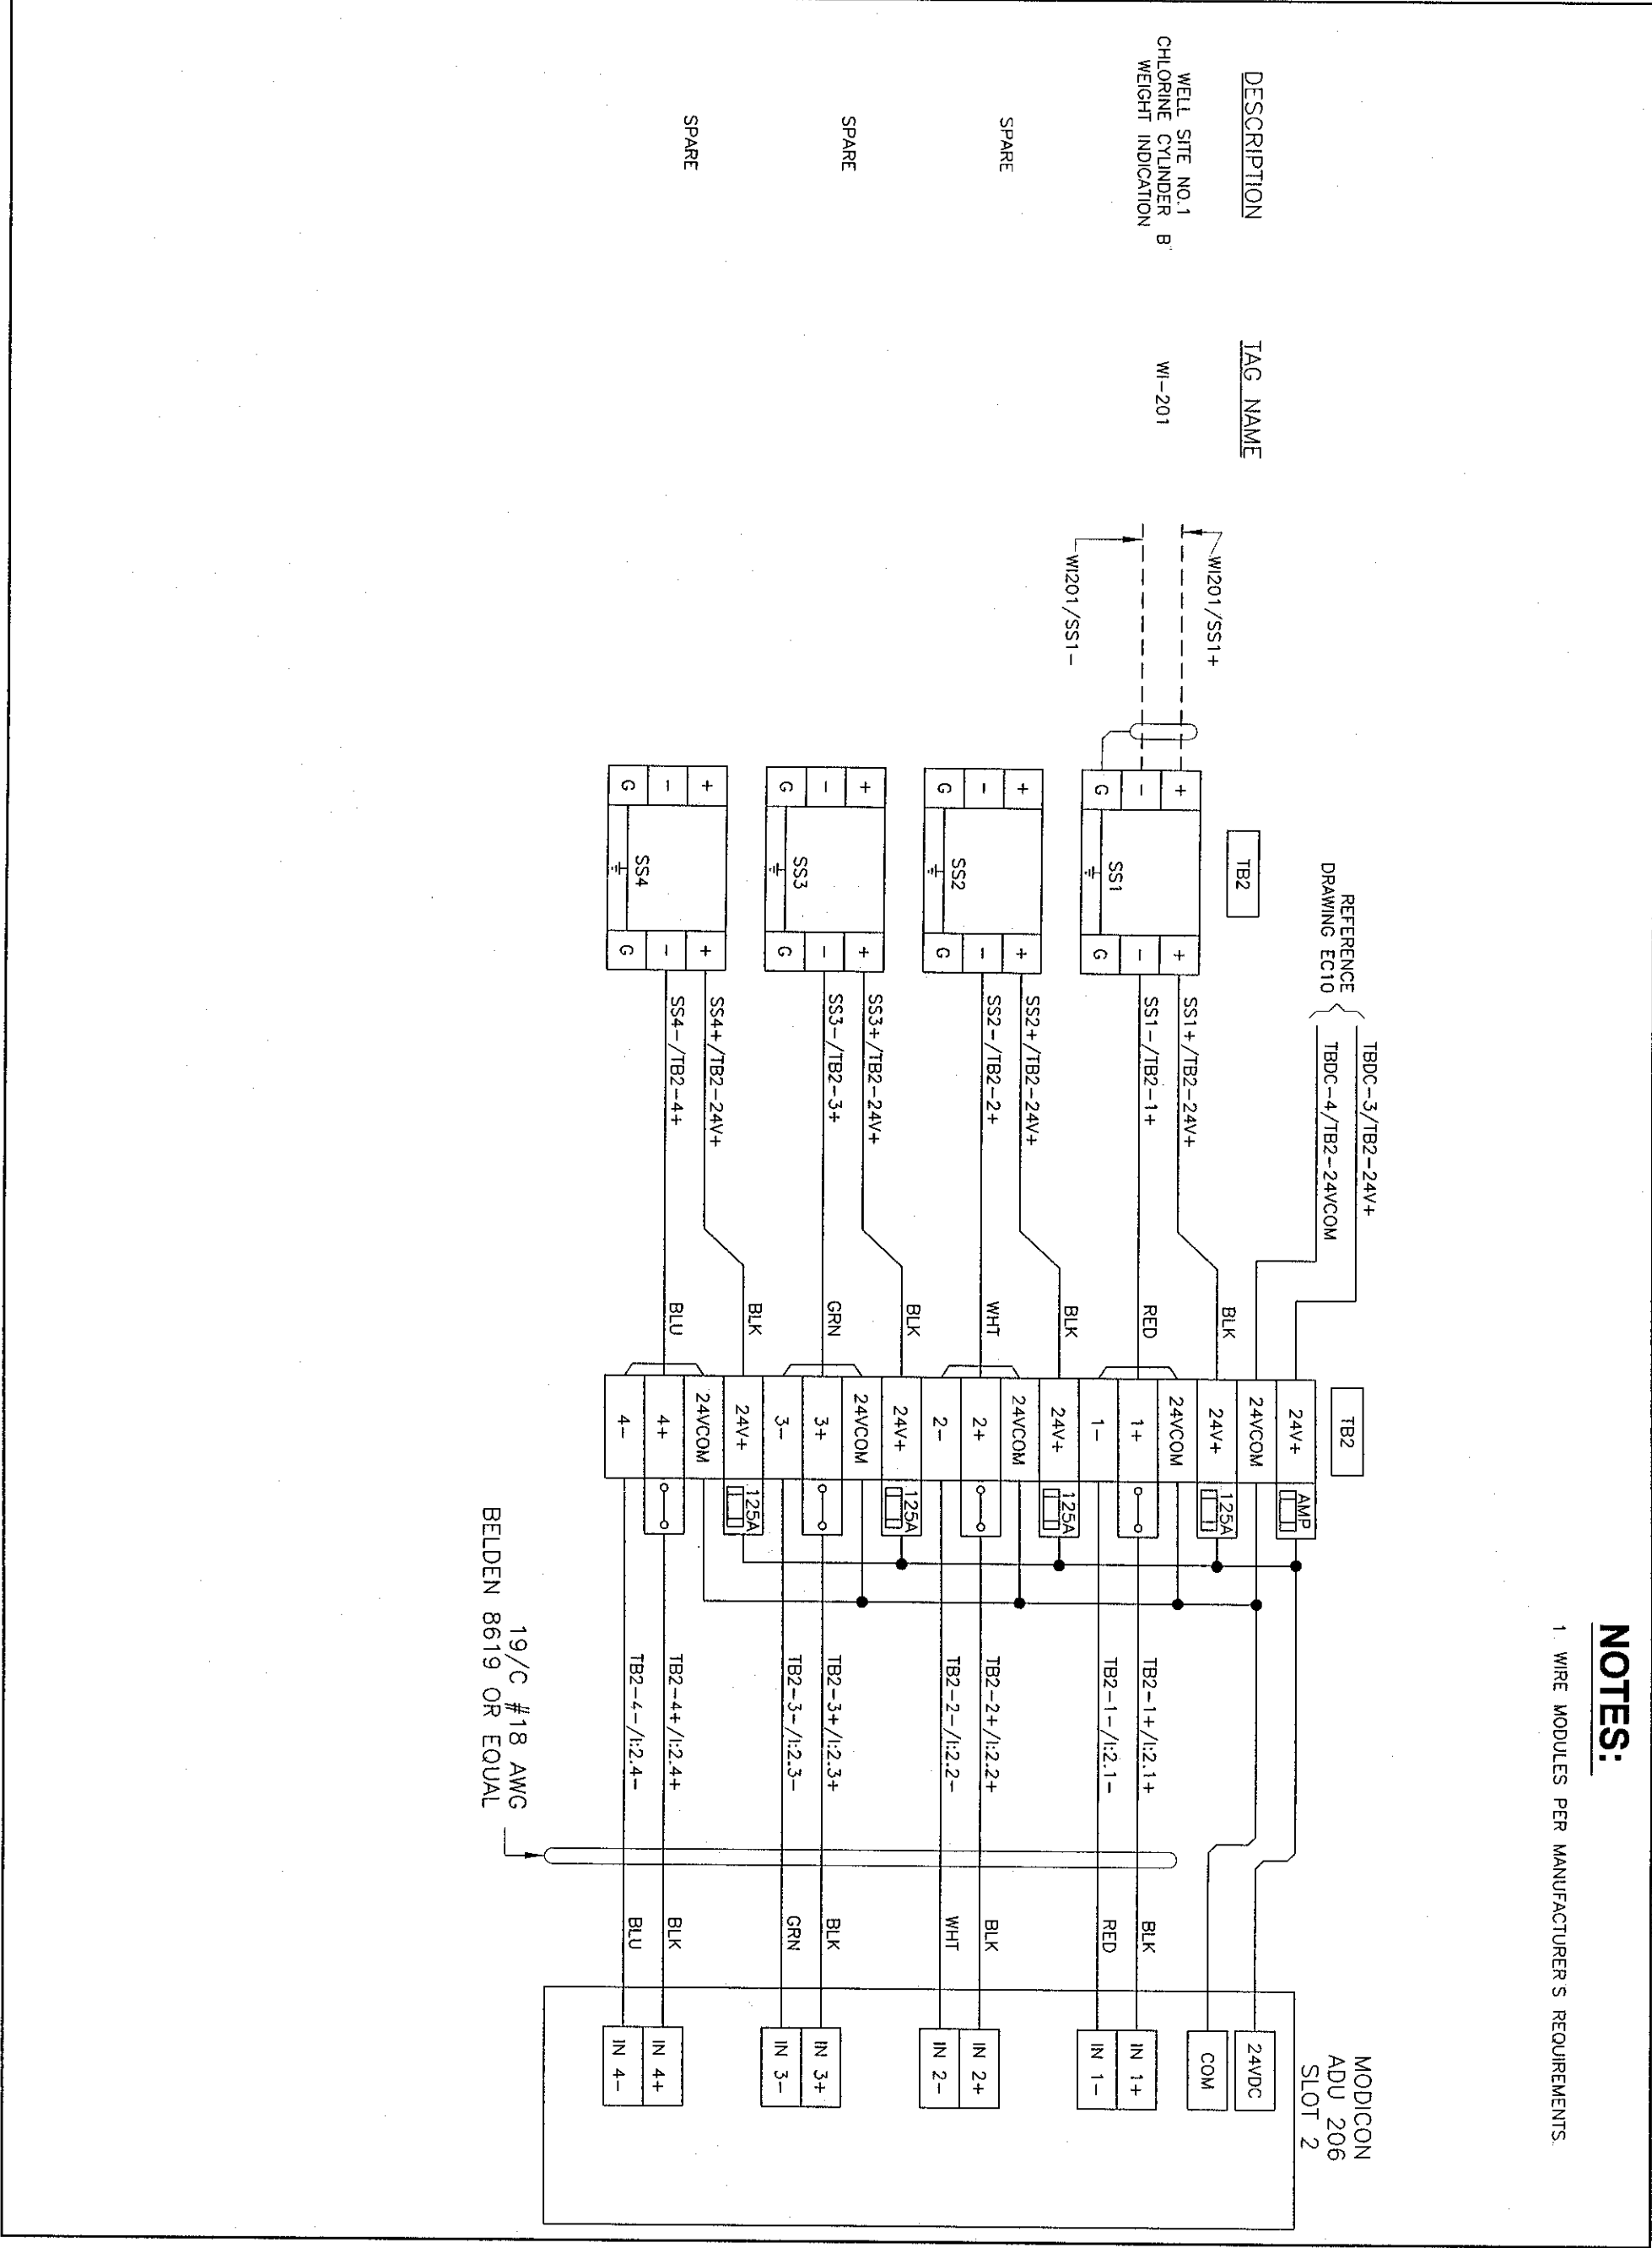 NOTES:
1. WIRE MODULES PER MANUFACTURER S REQUIREMENTS.
DESCRIPTION
TAG NAME
REFERENCE
DRAWING EC10
TBDC-3/TB2-24V+
TBDC-4/TB2-24VCOM
TB2
TB2
MODICON
ADU 206
SLOT 2
24V+
AMP
24VDC
24VCOM
COM
WELL SITE NO.1
CHLORINE CYLINDER B
WEIGHT INDICATION
WI-201
WI201/SS1+
WI201/SS1-
+
-
G
SS1
+
-
G
SS1+/TB2-24V+
SS1-/TB2-1+
BLK
RED
24V+
.125A
24VCOM
1+
1-
TB2-1+/I:2.1+
TB2-1-/I:2.1-
BLK
RED
IN 1+
IN 1-
SPARE
+
-
G
SS2
+
-
G
SS2+/TB2-24V+
SS2-/TB2-2+
BLK
WHT
24V+
.125A
24VCOM
2+
2-
TB2-2+/I:2.2+
TB2-2-/I:2.2-
BLK
WHT
IN 2+
IN 2-
SPARE
+
-
G
SS3
+
-
G
SS3+/TB2-24V+
SS3-/TB2-3+
BLK
GRN
24V+
.125A
24VCOM
3+
3-
TB2-3+/I:2.3+
TB2-3-/I:2.3-
BLK
GRN
IN 3+
IN 3-
SPARE
+
-
G
SS4
+
-
G
SS4+/TB2-24V+
SS4-/TB2-4+
BLK
BLU
24V+
.125A
24VCOM
4+
4-
TB2-4+/I:2.4+
TB2-4-/I:2.4-
BLK
BLU
IN 4+
IN 4-
19/C #18 AWG
BELDEN 8619 OR EQUAL